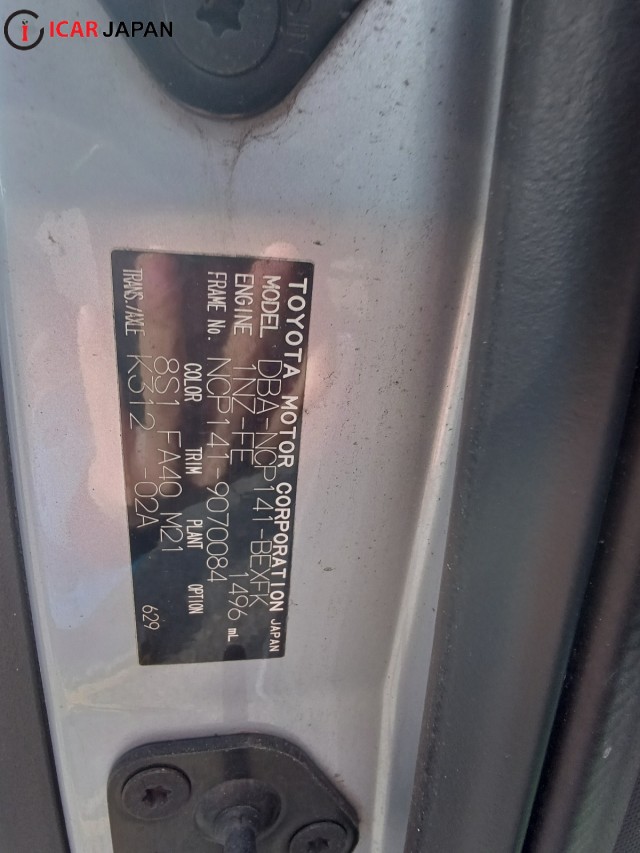 ICAR JAPAN
TOYOTA MOTOR CORPORATION JAPAN
MODEL DBA-NCP141-BEXFK
ENGINE 1NZ-FE 1496 mL
FRAME No. NCP141-9070084
COLOR TRIM PLANT OPTION
8S1 FA40 M21
TRANS./AXLE K312 -02A 629